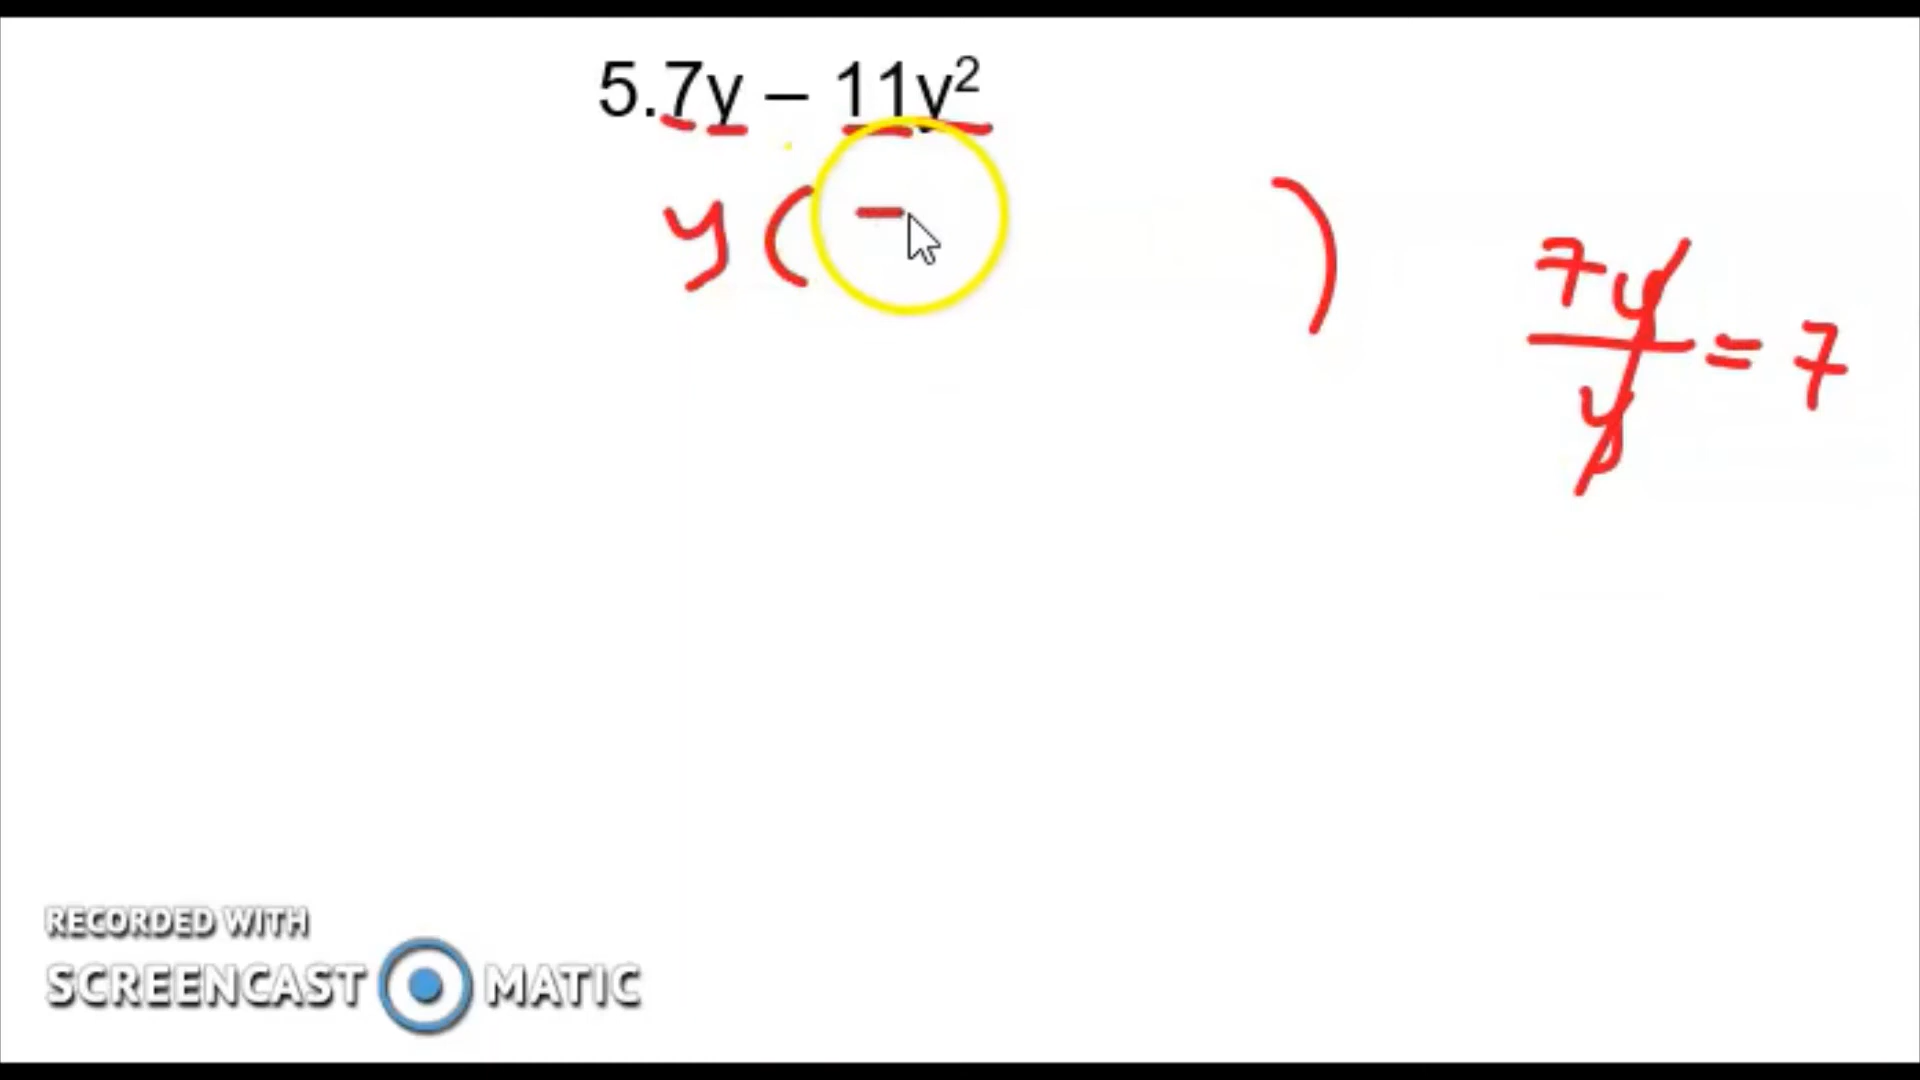 5.7y – 11y²
y ( – )
7y/y = 7
RECORDED WITH
SCREENCAST MATIC